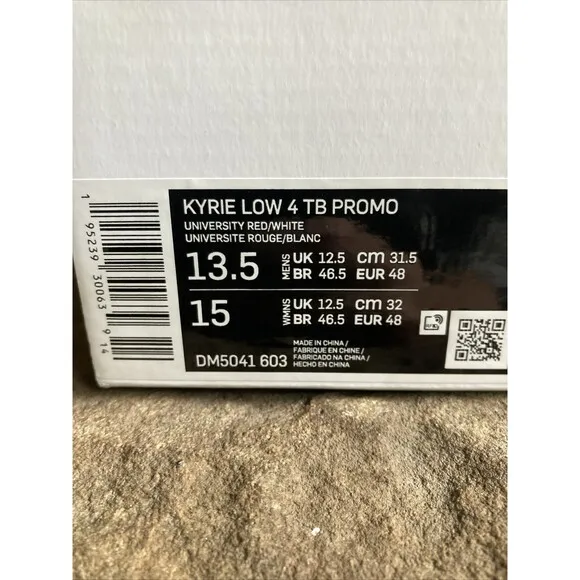 KYRIE LOW 4 TB PROMO
UNIVERSITY RED/WHITE
UNIVERSITE ROUGE/BLANC
13.5 MENS UK 12.5 CM 31.5
BR 46.5 EUR 48
15 WMNS UK 12.5 CM 32
BR 46.5 EUR 48
DM5041 603
MADE IN CHINA /
FABRIQUE EN CHINE /
FABRICADO NA CHINA /
HECHO EN CHINA
1 95239 30063 9 14